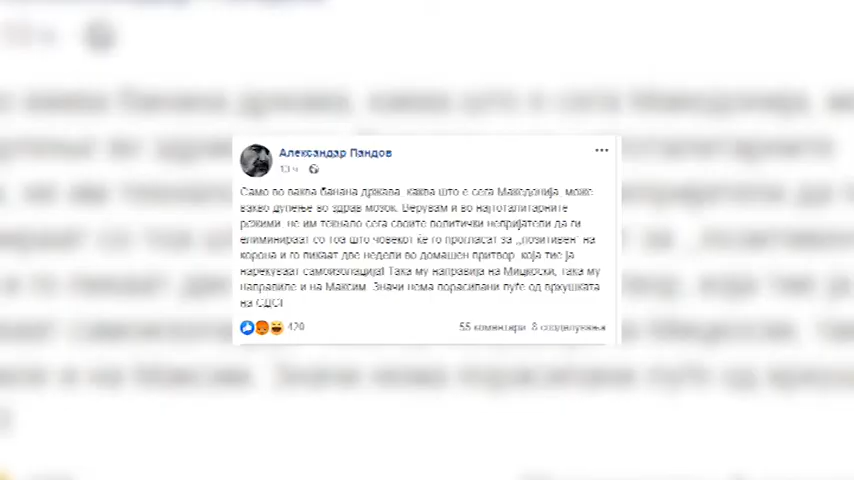 Александар Пандов
13 ч
Само во ваква банана држава, каква што е сега Македонија, може
вакво дупење во здрав мозок. Верувам и во најтоталитарните
режими, не им текнало сега своите политички непријатели да ги
елиминираат со тоа што човекот ќе го прогласат за ,,позитивен" на
корона и го пикаат две недели во домашен притвор, која тие ја
нарекуваат самоизолација! Така му направија на Мицкоски, така му
направиле и на Максим. Значи нема порасипани луѓе од врхушката
на СДС!
420
55 коментари 8 споделувања